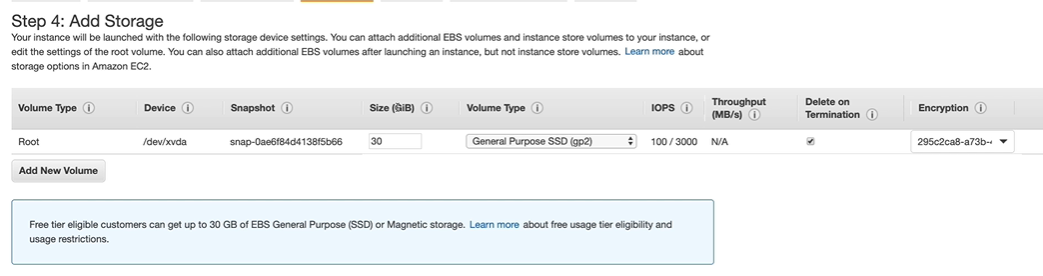 Step 4: Add Storage
Your instance will be launched with the following storage device settings. You can attach additional EBS volumes and instance store volumes to your instance, or
edit the settings of the root volume. You can also attach additional EBS volumes after launching an instance, but not instance store volumes. Learn more about
storage options in Amazon EC2.
Volume Type Device Snapshot Size (GiB) Volume Type IOPS Throughput (MB/s) Delete on Termination Encryption
Root /dev/xvda snap-0ae6f84d4138f5b66 30 General Purpose SSD (gp2) 100 / 3000 N/A 295c2ca8-a73b-
Add New Volume
Free tier eligible customers can get up to 30 GB of EBS General Purpose (SSD) or Magnetic storage. Learn more about free usage tier eligibility and
usage restrictions.